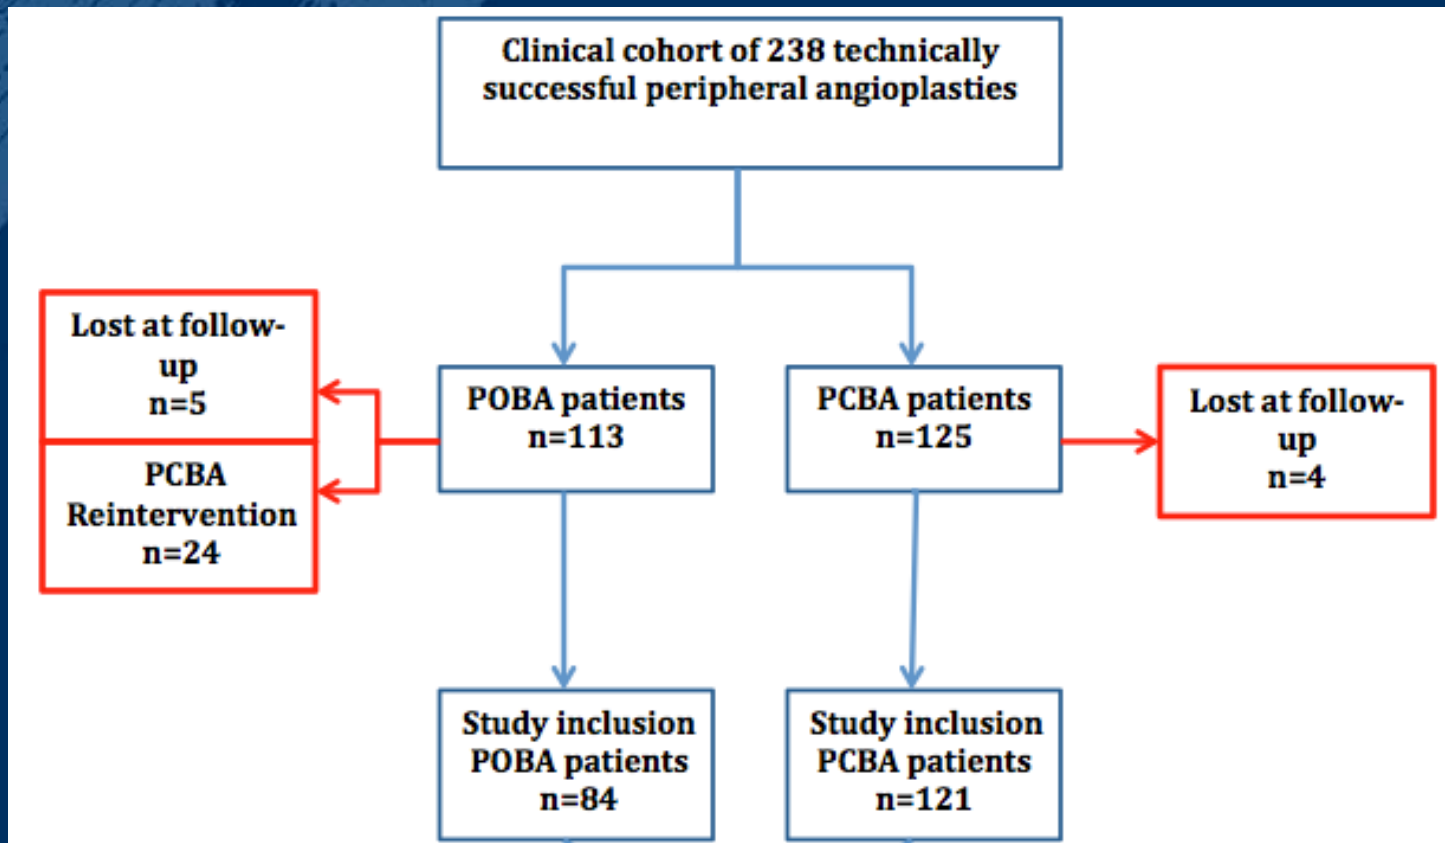 Clinical cohort of 238 technically
successful peripheral angioplasties
Lost at follow-
up
n=5
PCBA
Reintervention
n=24
POBA patients
n=113
PCBA patients
n=125
Lost at follow-
up
n=4
Study inclusion
POBA patients
n=84
Study inclusion
PCBA patients
n=121